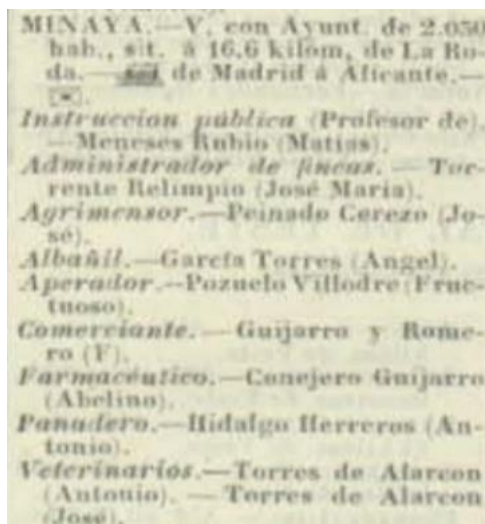 MINAYA.—V. con Ayunt. de 2.050
hab., sit. á 16,6 kilóm, de La Ro-
da.— de Madrid á Alicante.—
Instruccion pública (Profesor de).
—Meneses Rubio (Matias).
Administrador de fincas. — Tor-
rente Relimpio (José María).
Agrimensor.—Peinado Cerezo (Jo-
sé).
Albañil.—García Torres (Angel).
Aperador.—Pozuelo Villodre (Fruc-
tuoso).
Comerciante. — Guijarro y Rome-
ro (F).
Farmacéutico.—Conejero Guijarro
(Abelino).
Panadero.—Hidalgo Herreros (An-
tonio).
Veterinarios.—Torres de Alarcon
(Antonio). — Torres de Alarcon
(José).